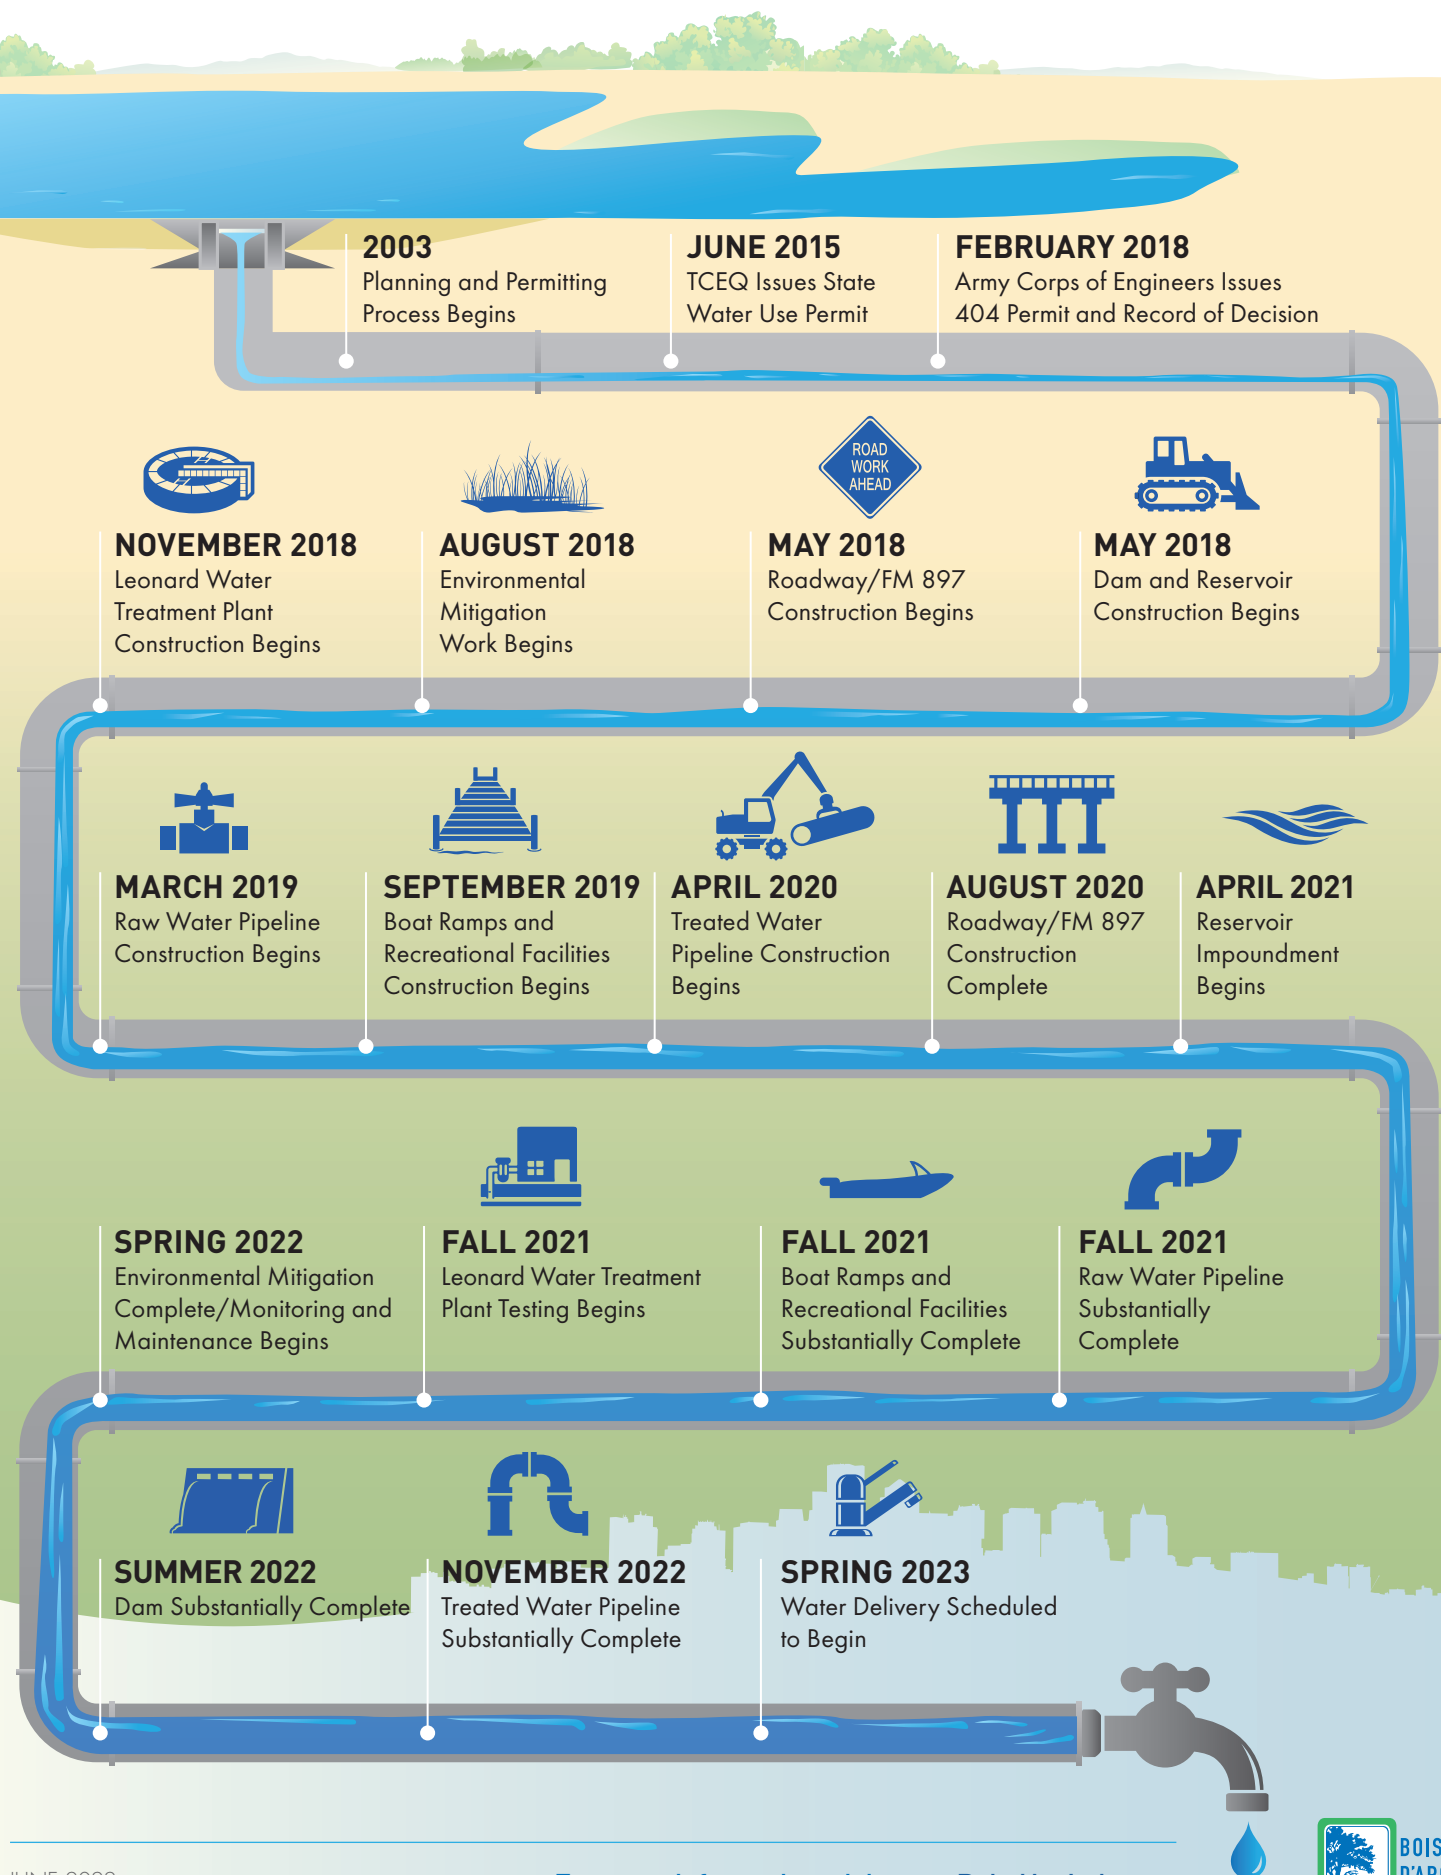 2003
Planning and Permitting
Process Begins
JUNE 2015
TCEQ Issues State
Water Use Permit
FEBRUARY 2018
Army Corps of Engineers Issues
404 Permit and Record of Decision
ROAD
WORK
AHEAD
NOVEMBER 2018
Leonard Water
Treatment Plant
Construction Begins
AUGUST 2018
Environmental
Mitigation
Work Begins
MAY 2018
Roadway/FM 897
Construction Begins
MAY 2018
Dam and Reservoir
Construction Begins
MARCH 2019
Raw Water Pipeline
Construction Begins
SEPTEMBER 2019
Boat Ramps and
Recreational Facilities
Construction Begins
APRIL 2020
Treated Water
Pipeline Construction
Begins
AUGUST 2020
Roadway/FM 897
Construction
Complete
APRIL 2021
Reservoir
Impoundment
Begins
SPRING 2022
Environmental Mitigation
Complete/Monitoring and
Maintenance Begins
FALL 2021
Leonard Water Treatment
Plant Testing Begins
FALL 2021
Boat Ramps and
Recreational Facilities
Substantially Complete
FALL 2021
Raw Water Pipeline
Substantially
Complete
SUMMER 2022
Dam Substantially Complete
NOVEMBER 2022
Treated Water Pipeline
Substantially Complete
SPRING 2023
Water Delivery Scheduled
to Begin
BOIS